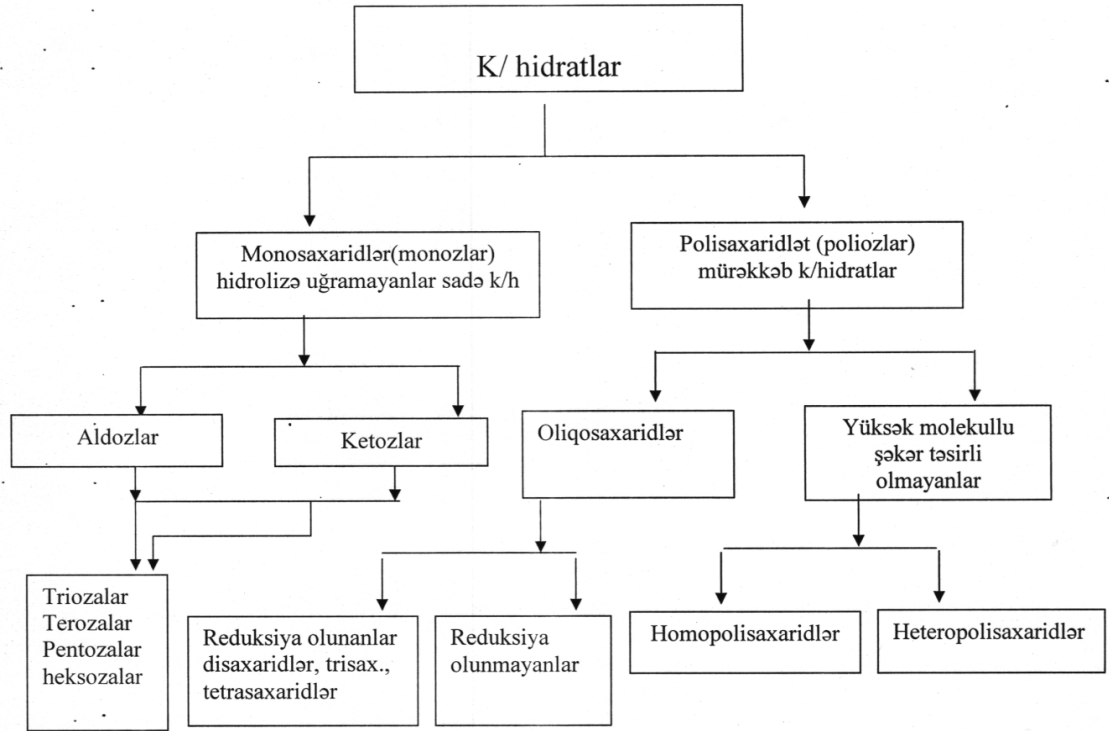 K/ hidratlar
Monosaxaridlər(monozlar)
hidrolizə uğramayanlar sadə k/h
Polisaxaridlət (poliozlar)
mürəkkəb k/hidratlar
Aldozlar
Ketozlar
Oliqosaxaridlər
Yüksək molekullu
şəkər təsirli
olmayanlar
Triozalar
Terozalar
Pentozalar
heksozalar
Reduksiya olunanlar
disaxaridlər, trisax.,
tetrasaxaridlər
Reduksiya
olunmayanlar
Homopolisaxaridlər
Heteropolisaxaridlər